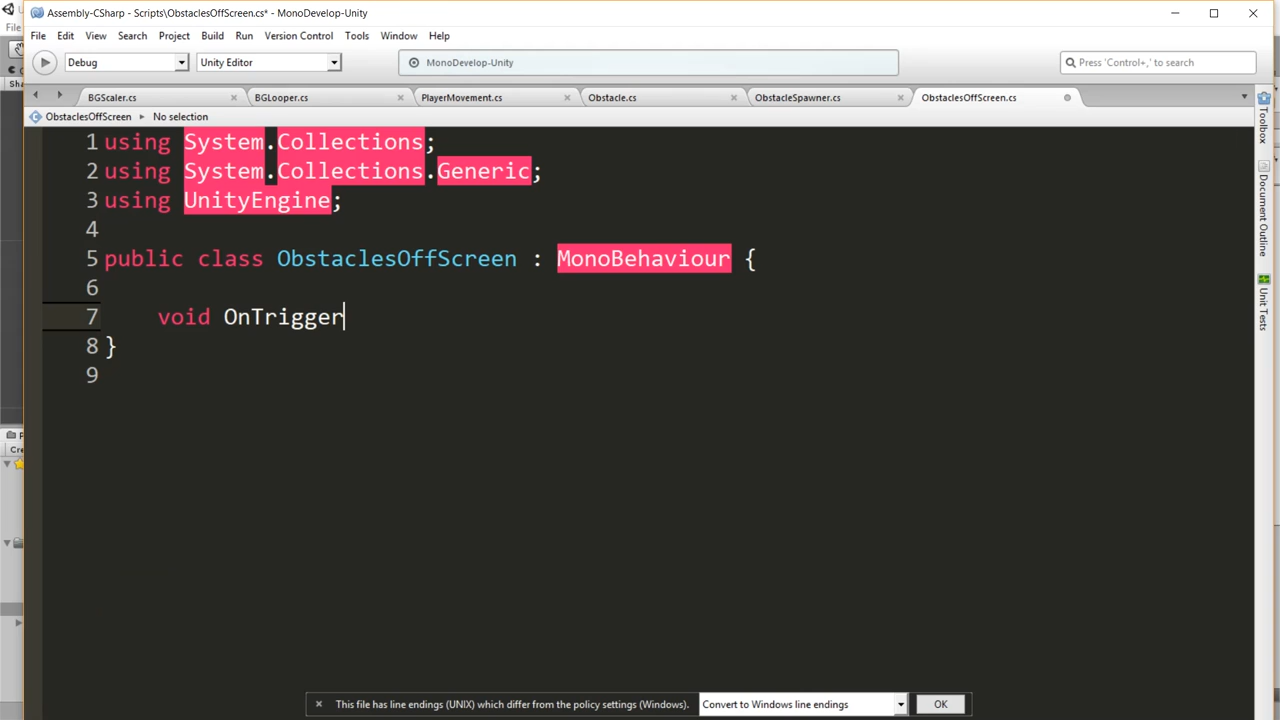 Assembly-CSharp - Scripts\ObstaclesOffScreen.cs* - MonoDevelop-Unity
File Edit View Search Project Build Run Version Control Tools Window Help
Debug Unity Editor MonoDevelop-Unity Press 'Control+,' to search
BGScaler.cs BGLooper.cs PlayerMovement.cs Obstacle.cs ObstacleSpawner.cs ObstaclesOffScreen.cs
ObstaclesOffScreen No selection
1 using System.Collections;
2 using System.Collections.Generic;
3 using UnityEngine;
4
5 public class ObstaclesOffScreen : MonoBehaviour {
6
7 void OnTrigger
8 }
9
Toolbox
Document Outline
Unit Tests
This file has line endings (UNIX) which differ from the policy settings (Windows). Convert to Windows line endings OK